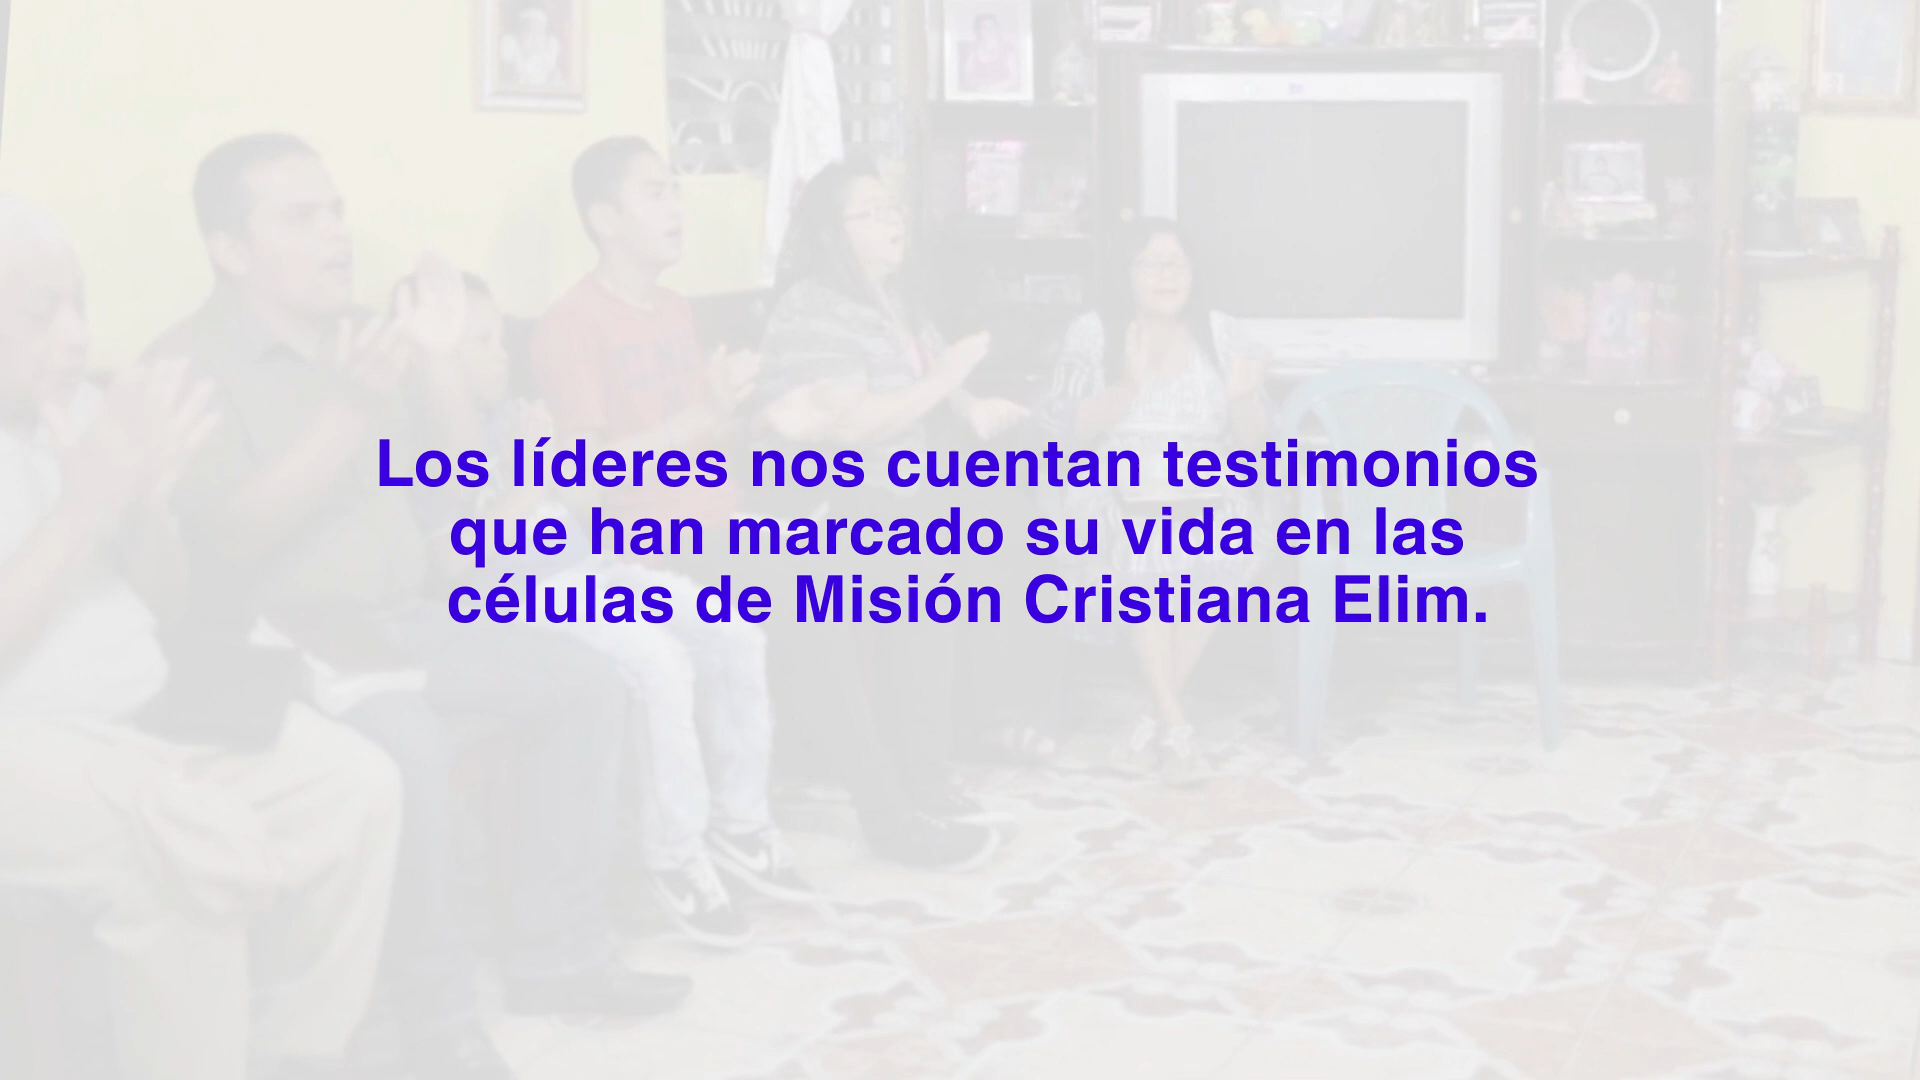 Los líderes nos cuentan testimonios
que han marcado su vida en las
células de Misión Cristiana Elim.